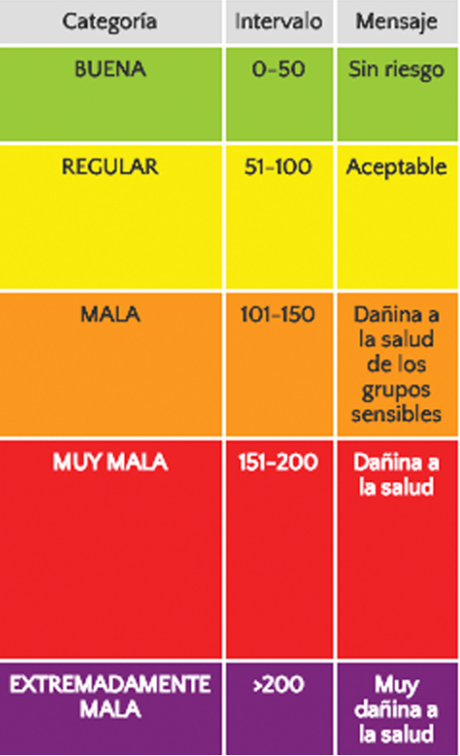 Categoría Intervalo Mensaje
BUENA 0-50 Sin riesgo
REGULAR 51-100 Aceptable
MALA 101-150 Dañina a
la salud
de los
grupos
sensibles
MUY MALA 151-200 Dañina a
la salud
EXTREMADAMENTE >200 Muy
MALA dañina a
la salud